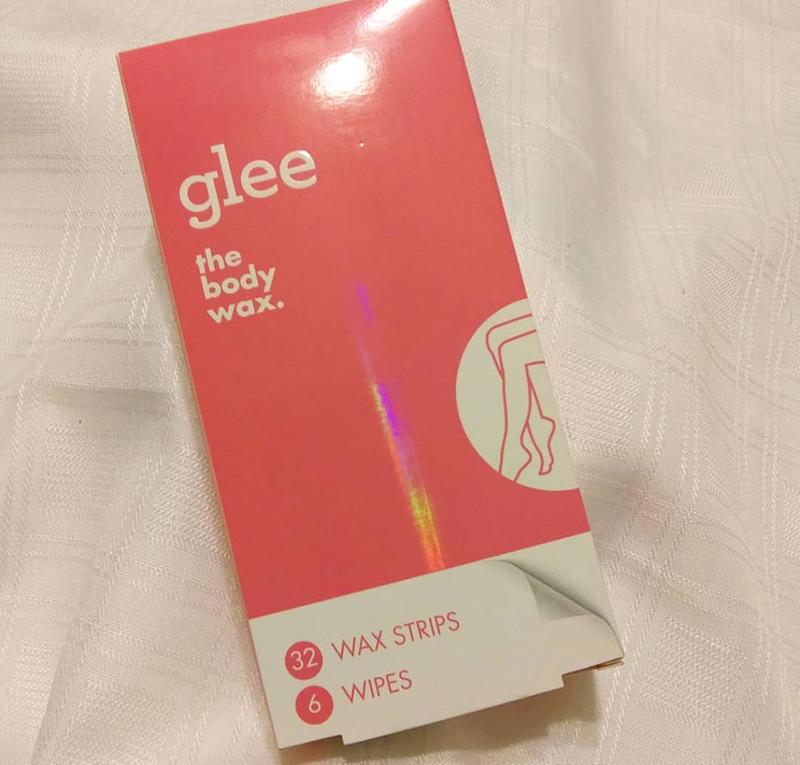 glee
the
body
wax.
32 WAX STRIPS
6 WIPES